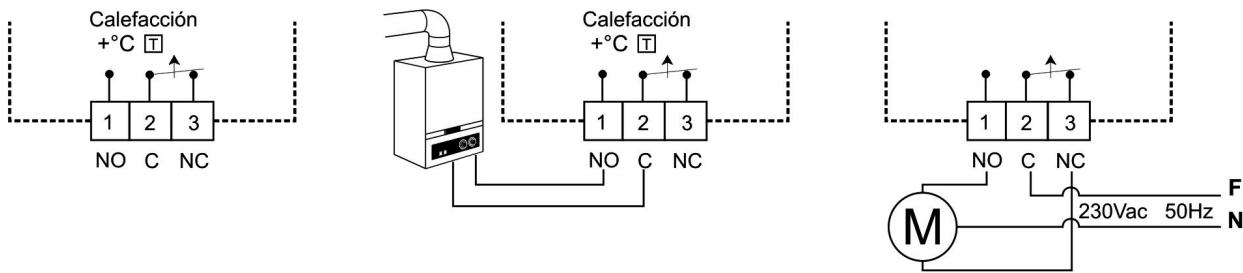 Calefacción
+°C T
1 2 3
NO C NC
Calefacción
+°C T
1 2 3
NO C NC
1 2 3
NO C NC
F
230Vac 50Hz
N
M